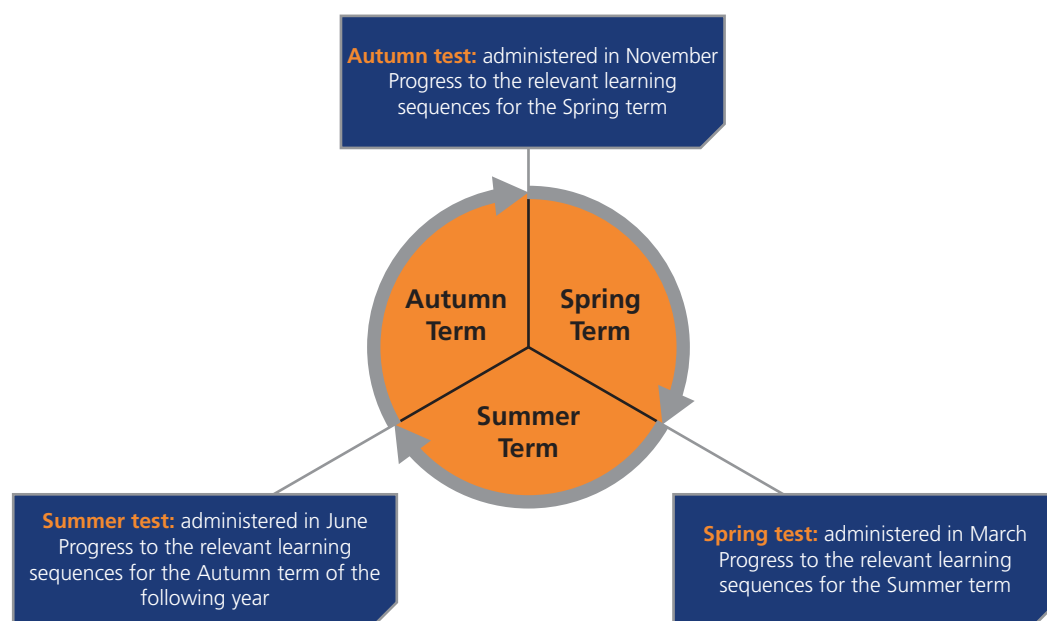 Autumn test: administered in November
Progress to the relevant learning
sequences for the Spring term
Autumn
Term
Spring
Term
Summer
Term
Summer test: administered in June
Progress to the relevant learning
sequences for the Autumn term of the
following year
Spring test: administered in March
Progress to the relevant learning
sequences for the Summer term